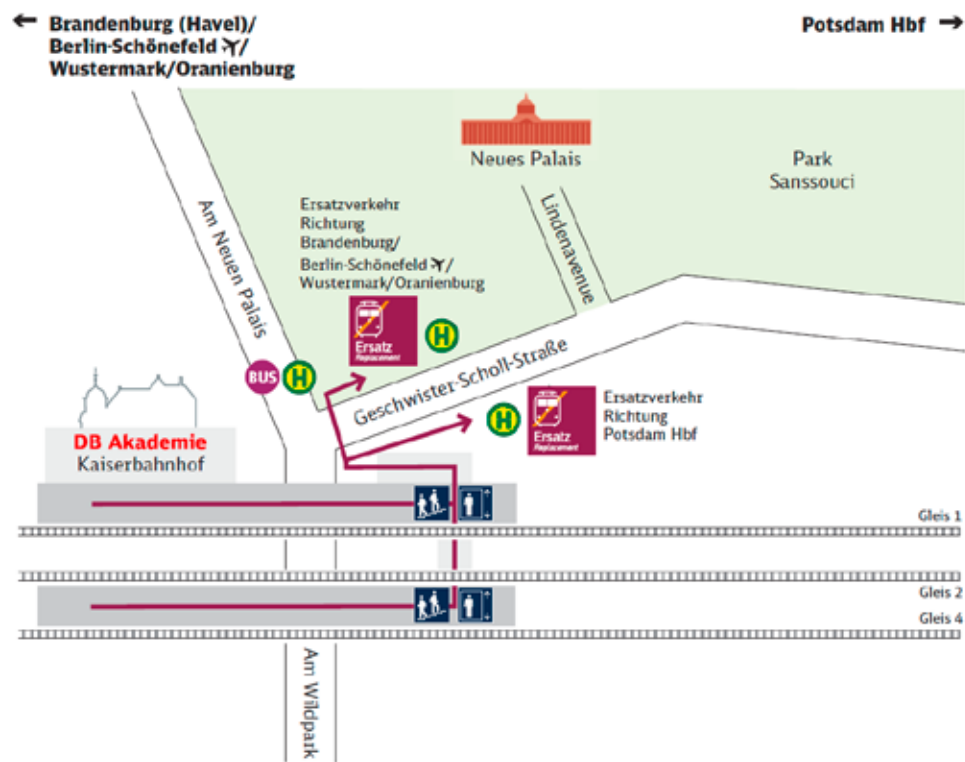 ← Brandenburg (Havel)/
Berlin-Schönefeld ✈/
Wustermark/Oranienburg
Potsdam Hbf →
Neues Palais
Park
Sanssouci
Am Neuen Palais
Lindenavenue
Ersatzverkehr
Richtung
Brandenburg/
Berlin-Schönefeld ✈/
Wustermark/Oranienburg
Ersatz
Replacement
H
BUS
H
Geschwister-Scholl-Straße
H
Ersatz
Replacement
Ersatzverkehr
Richtung
Potsdam Hbf
DB Akademie
Kaiserbahnhof
Gleis 1
Gleis 2
Gleis 4
Am Wildpark